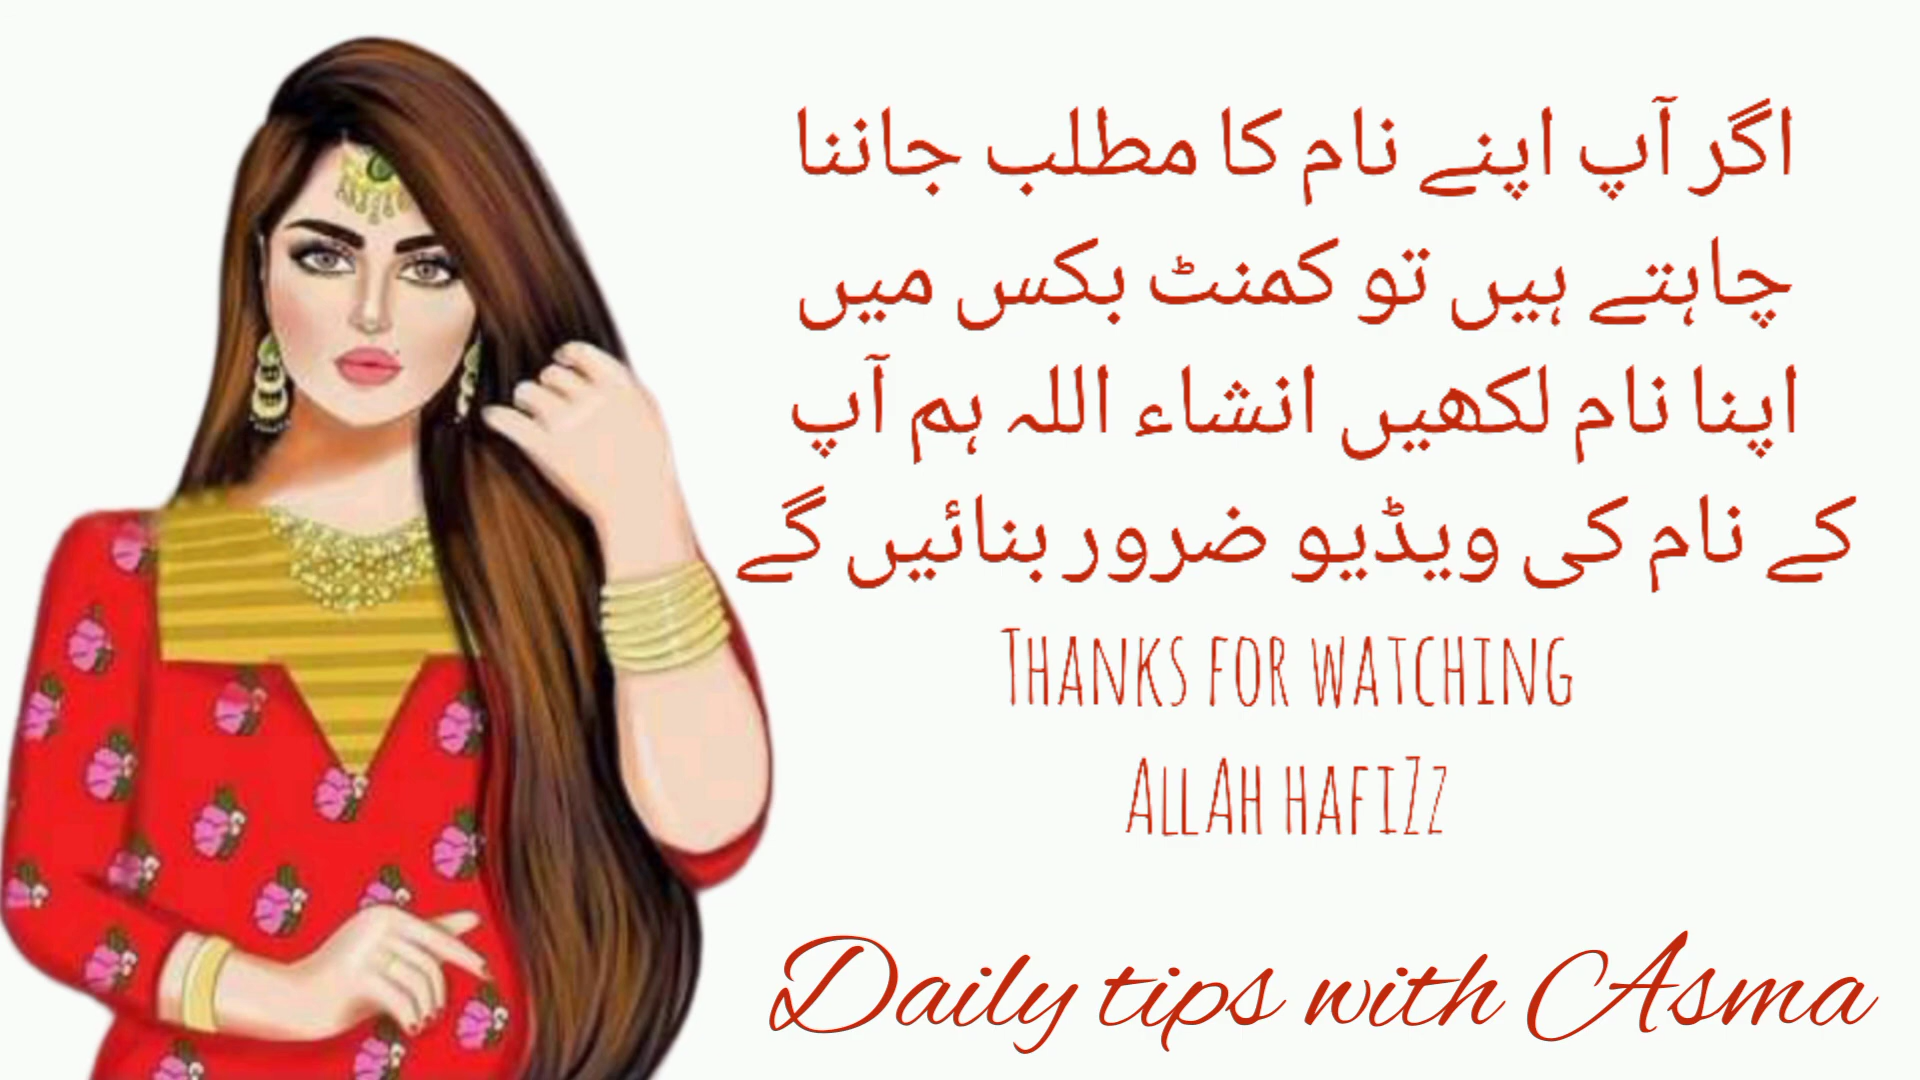 اگر آپ اپنے نام کا مطلب جاننا
چاہتے ہیں تو کمنٹ بکس میں
اپنا نام لکھیں انشاء اللہ ہم آپ
کے نام کی ویڈیو ضرور بنائیں گے
THANKS FOR WATCHING
ALLAH HAFIZZ
Daily tips with Asma